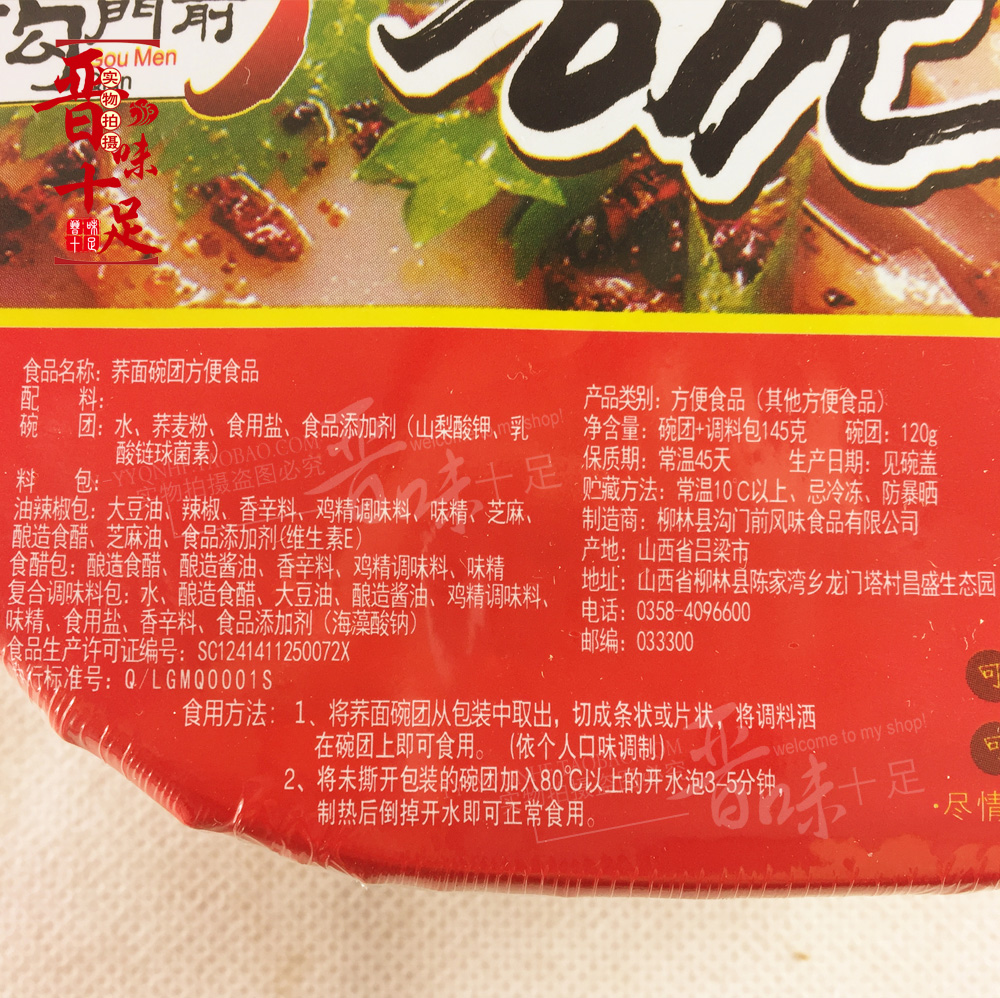 沟門前
Gou Men
晋味十足
实物拍摄
晋味十足
食品名称：荞面碗团方便食品
配　　料：
碗　　团：水、荞麦粉、食用盐、食品添加剂（山梨酸钾、乳
酸链球菌素）
料　　包：
油辣椒包：大豆油、辣椒、香辛料、鸡精调味料、味精、芝麻、
酿造食醋、芝麻油、食品添加剂(维生素E)
食醋包：酿造食醋、酿造酱油、香辛料、鸡精调味料、味精
复合调味料包：水、酿造食醋、大豆油、酿造酱油、鸡精调味料、
味精、食用盐、香辛料、食品添加剂（海藻酸钠）
食品生产许可证编号：SC1241411250072X
执行标准号：Q/LGMQ0001S
产品类别：方便食品（其他方便食品）
净含量：碗团+调料包145克　碗团：120g
保质期：常温45天　生产日期：见碗盖
贮藏方法：常温10℃以上、忌冷冻、防暴晒
制造商：柳林县沟门前风味食品有限公司
产地：山西省吕梁市
地址：山西省柳林县陈家湾乡龙门塔村昌盛生态园
电话：0358-4096600
邮编：033300
食用方法：1、将荞面碗团从包装中取出，切成条状或片状，将调料洒
在碗团上即可食用。（依个人口味调制）
2、将未撕开包装的碗团加入80℃以上的开水泡3-5分钟，
制热后倒掉开水即可正常食用。
可
·尽情
welcome to my shop!
晋味十足